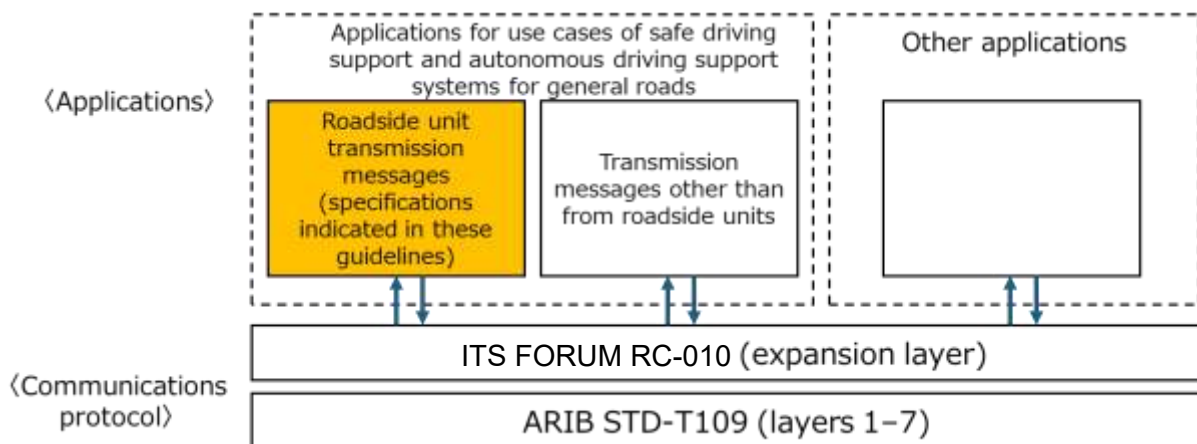 Applications for use cases of safe driving
support and autonomous driving support
systems for general roads
Other applications
〈Applications〉
Roadside unit
transmission
messages
(specifications
indicated in these
guidelines)
Transmission
messages other than
from roadside units
ITS FORUM RC-010 (expansion layer)
〈Communications
protocol〉
ARIB STD-T109 (layers 1–7)